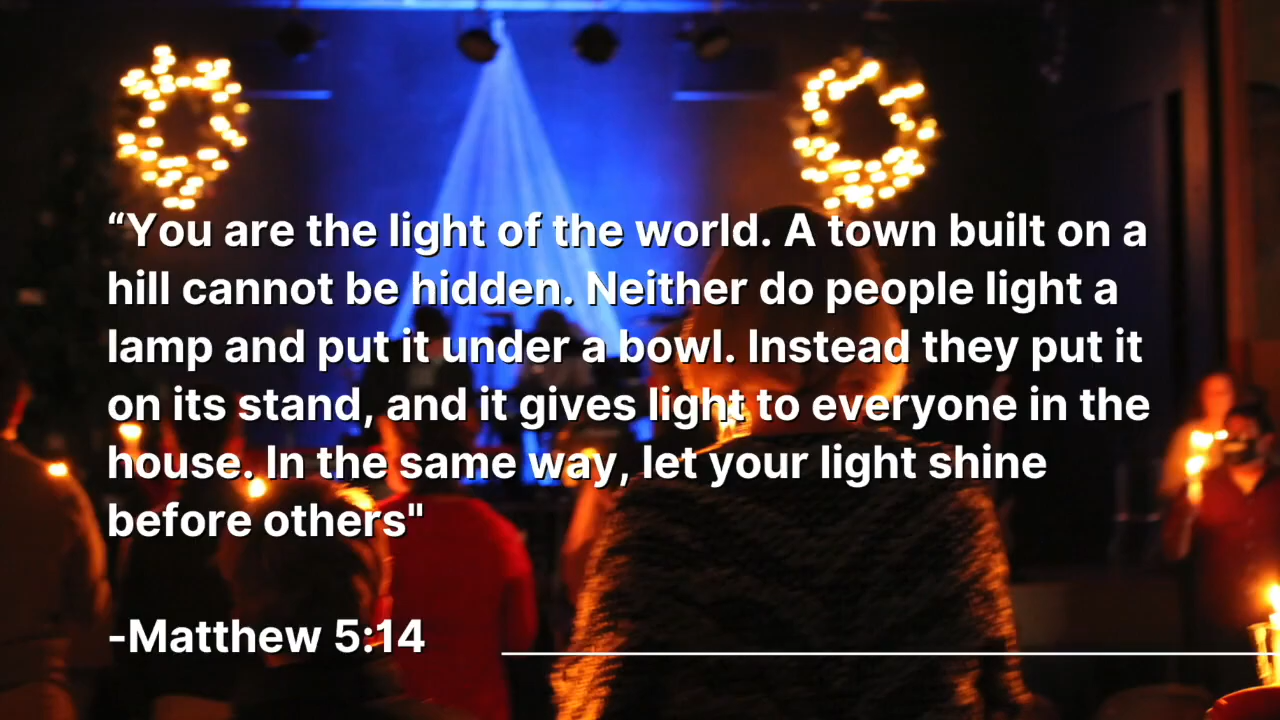 “You are the light of the world. A town built on a
hill cannot be hidden. Neither do people light a
lamp and put it under a bowl. Instead they put it
on its stand, and it gives light to everyone in the
house. In the same way, let your light shine
before others"
-Matthew 5:14